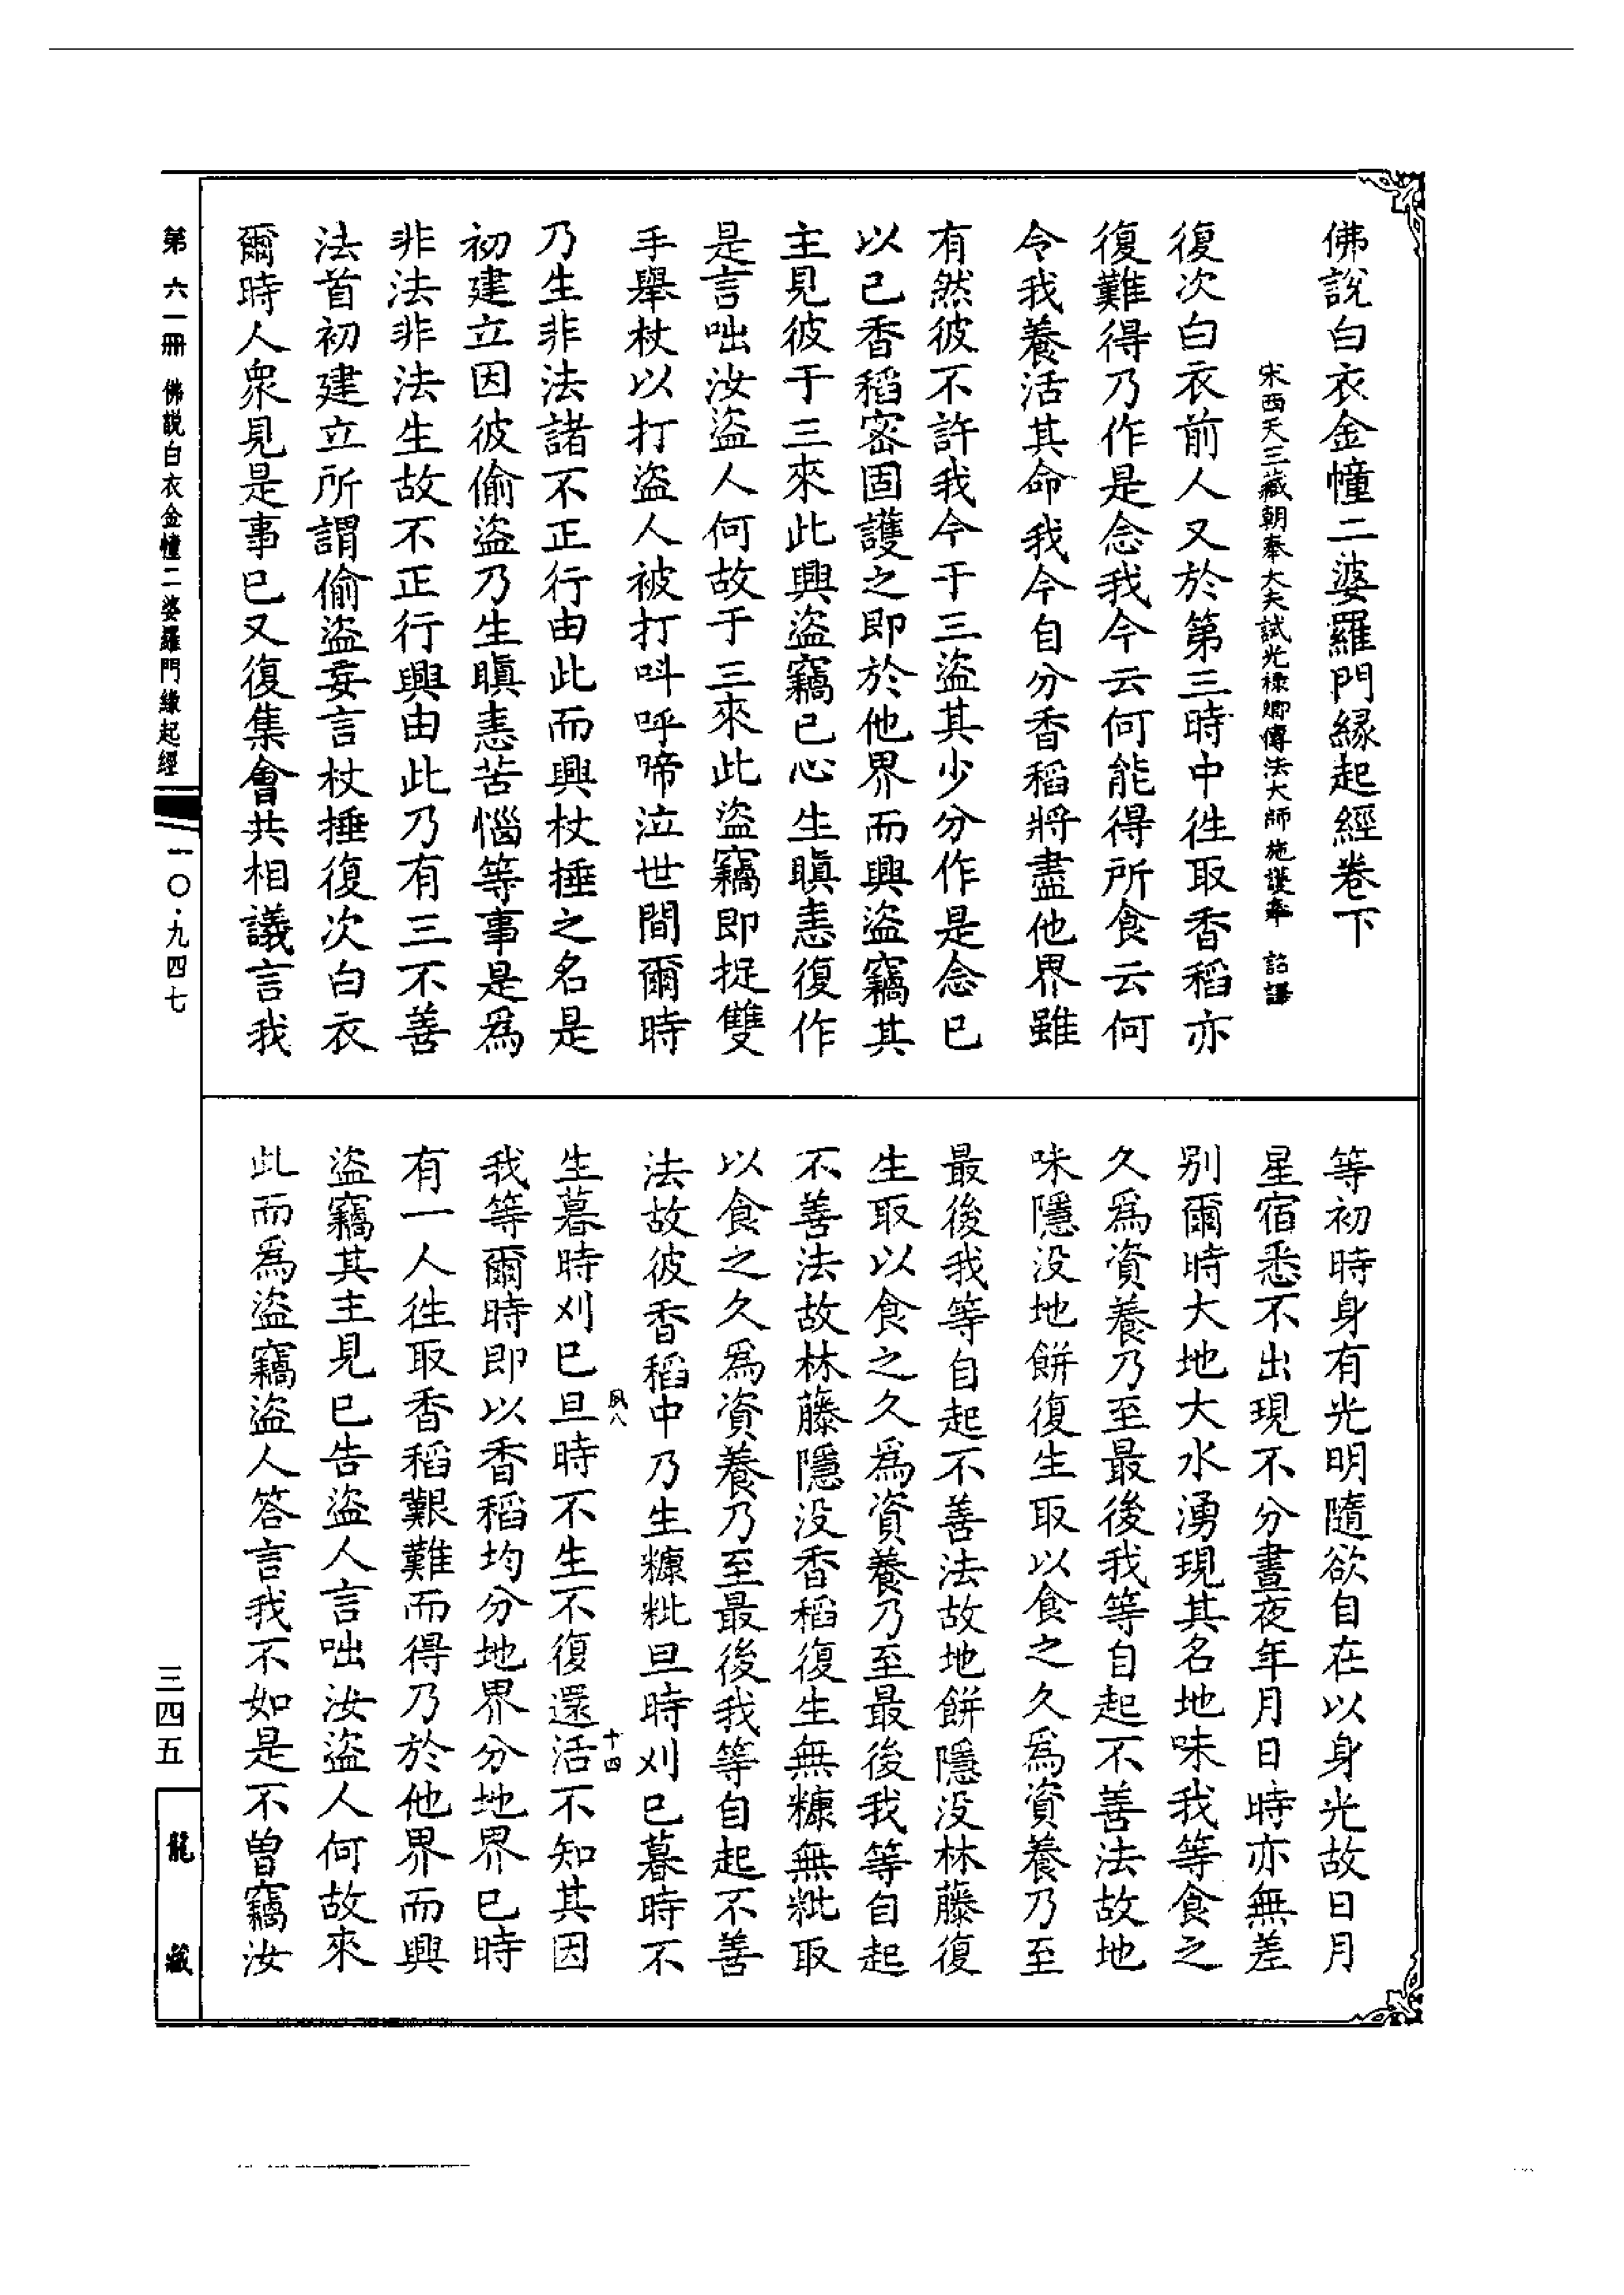 佛說白衣金幢二婆羅門緣起經卷下
宋西天三藏朝奉大夫試光祿卿傳法大師施護奉 詔譯
復次白衣前人又於第三時中徃取香稻亦
復難得乃作是念我今云何能得所食云何
令我養活其命我今自分香稻將盡他界雖
有然彼不許我今于三盜其少分作是念已
以己香稻密固護之即於他界而興盜竊其
主見彼于三來此興盜竊已心生瞋恚復作
是言咄汝盜人何故于三來此盜竊即捉雙
手舉杖以打盜人被打呌呼啼泣世間爾時
乃生非法諸不正行由此而興杖捶之名是
初建立因彼偷盜乃生瞋恚苦惱等事是爲
非法非法生故不正行興由此乃有三不善
法首初建立所謂偷盜妄言杖捶復次白衣
爾時人衆見是事已又復集會共相議言我
等初時身有光明隨欲自在以身光故日月
星宿悉不出現不分晝夜年月日時亦無差
别爾時大地大水湧現其名地味我等食之
久爲資養乃至最後我等自起不善法故地
味隱没地餅復生取以食之久爲資養乃至
最後我等自起不善法故地餅隱没林藤復
生取以食之久爲資養乃至最後我等自起
不善法故林藤隱没香稻復生無糠無粃取
以食之久爲資養乃至最後我等自起不善
法故彼香稻中乃生糠粃旦時刈已暮時不
生暮時刈已旦時不生不復還活不知其因
夙八
十四
我等爾時即以香稻均分地界分地界已時
有一人徃取香稻艱難而得乃於他界而興
盜竊其主見已告盜人言咄汝盜人何故來
此而爲盜竊盜人答言我不如是不曽竊汝
第六一冊 佛説白衣金幢二婆羅門緣起經
一〇·九四七
三四五
龍藏